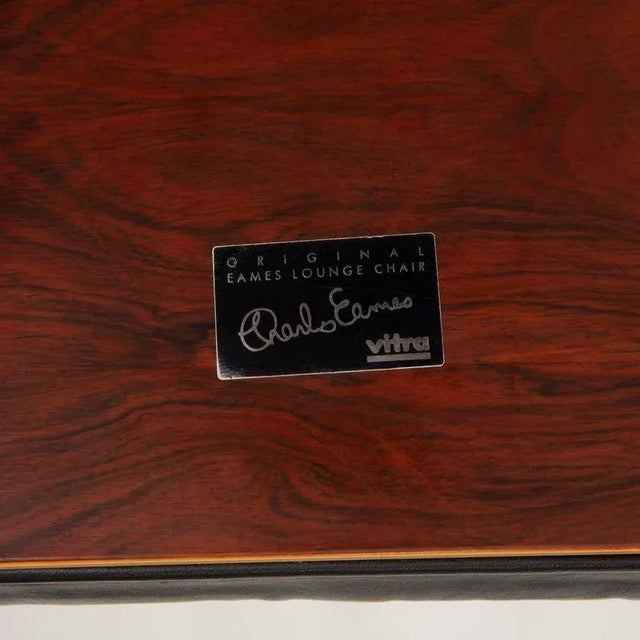 ORIGINAL
EAMES LOUNGE CHAIR
Charles Eames
vitra